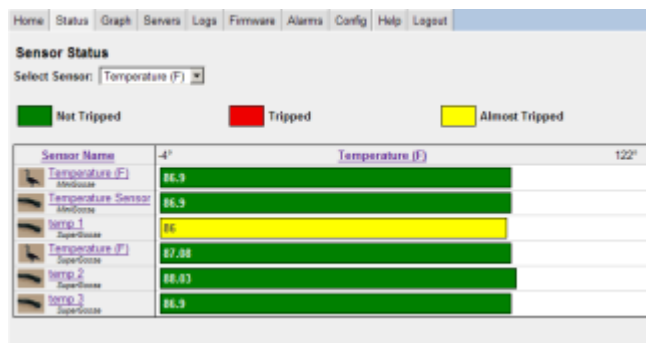 Home Status Graph Servers Logs Firmware Alarms Config Help Logout
Sensor Status
Select Sensor: Temperature (F)
Not Tripped Tripped Almost Tripped
Sensor Name -4° Temperature (F) 122°
Temperature (F) 86.9
MiniGoose
Temperature Sensor 86.9
MiniGoose
temp 1 86
SuperGoose
Temperature (F) 87.08
SuperGoose
temp 2 88.03
SuperGoose
temp 3 86.9
SuperGoose